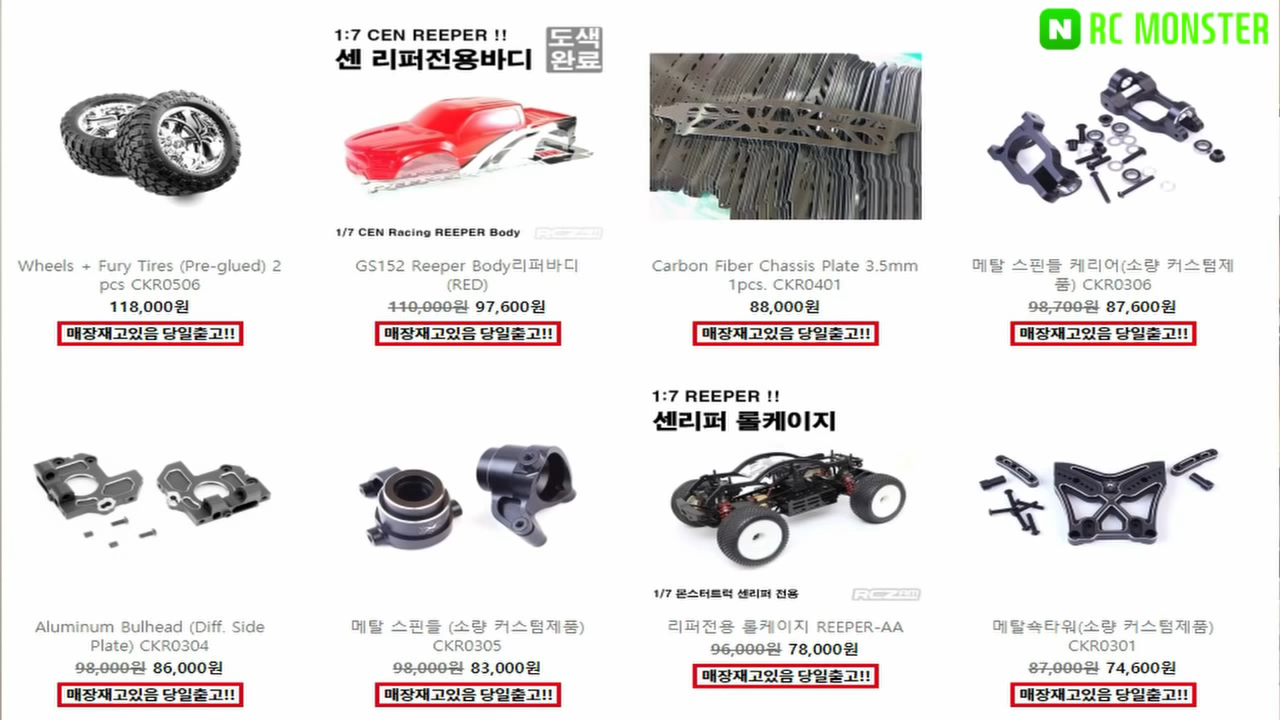 N RC MONSTER
1:7 CEN REEPER !!
센 리퍼전용바디
도색
완료
1/7 CEN Racing REEPER Body
Wheels + Fury Tires (Pre-glued) 2
pcs CKR0506
118,000원
매장재고있음 당일출고!!
GS152 Reeper Body리퍼바디
(RED)
110,000원 97,600원
매장재고있음 당일출고!!
Carbon Fiber Chassis Plate 3.5mm
1pcs. CKR0401
88,000원
매장재고있음 당일출고!!
메탈 스핀들 케리어(소량 커스텀제
품) CKR0306
98,700원 87,600원
매장재고있음 당일출고!!
1:7 REEPER !!
센리퍼 롤케이지
1/7 몬스터트럭 센리퍼 전용
Aluminum Bulhead (Diff. Side
Plate) CKR0304
98,000원 86,000원
매장재고있음 당일출고!!
메탈 스핀들 (소량 커스텀제품)
CKR0305
98,000원 83,000원
매장재고있음 당일출고!!
리퍼전용 롤케이지 REEPER-AA
96,000원 78,000원
매장재고있음 당일출고!!
메탈쇽타워(소량 커스텀제품)
CKR0301
87,000원 74,600원
매장재고있음 당일출고!!